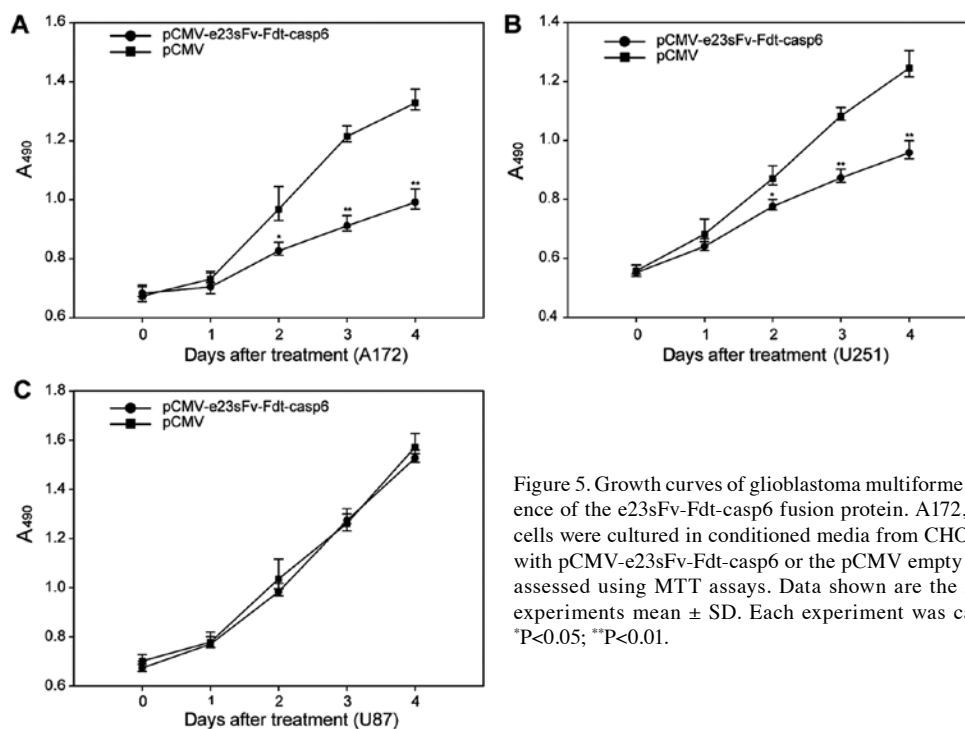 A
pCMV-e23sFv-Fdt-casp6
pCMV
1.6
1.4
1.2
1.0
0.8
0.6
A490
* ** **
0 1 2 3 4
Days after treatment (A172)
B
pCMV-e23sFv-Fdt-casp6
pCMV
1.4
1.2
1.0
0.8
0.6
0.4
A490
* ** **
0 1 2 3 4
Days after treatment (U251)
C
pCMV-e23sFv-Fdt-casp6
pCMV
1.8
1.6
1.4
1.2
1.0
0.8
0.6
A490
0 1 2 3 4
Days after treatment (U87)
Figure 5. Growth curves of glioblastoma multiforme
ence of the e23sFv-Fdt-casp6 fusion protein. A172,
cells were cultured in conditioned media from CHO
with pCMV-e23sFv-Fdt-casp6 or the pCMV empty
assessed using MTT assays. Data shown are the
experiments mean ± SD. Each experiment was ca
*P<0.05; **P<0.01.